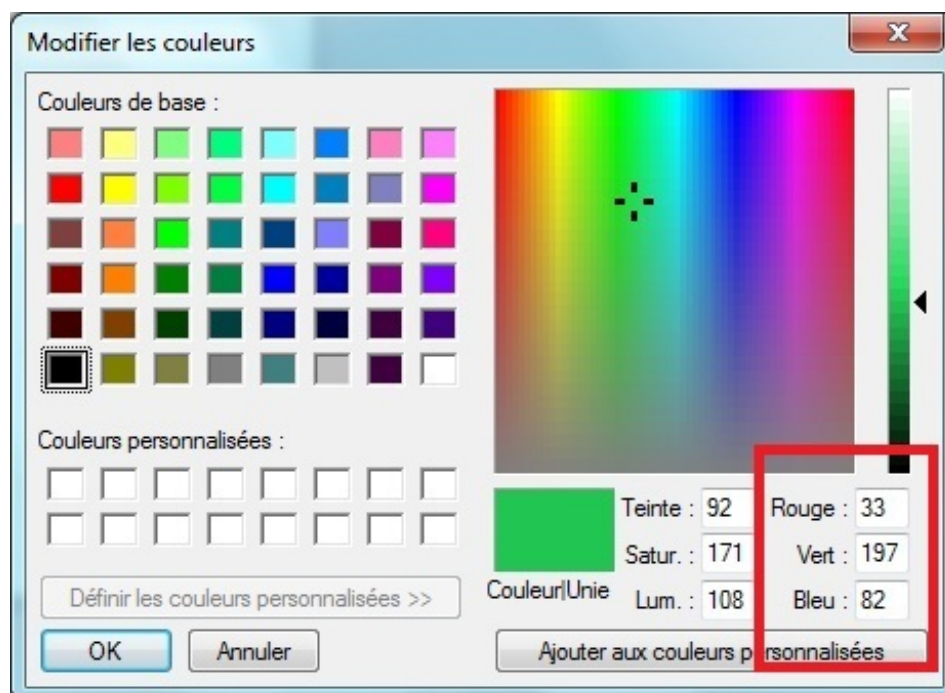 Modifier les couleurs
Couleurs de base :
Couleurs personnalisées :
Définir les couleurs personnalisées >>
OK Annuler
Couleur|Unie
Teinte : 92 Rouge : 33
Satur. : 171 Vert : 197
Lum. : 108 Bleu : 82
Ajouter aux couleurs personnalisées